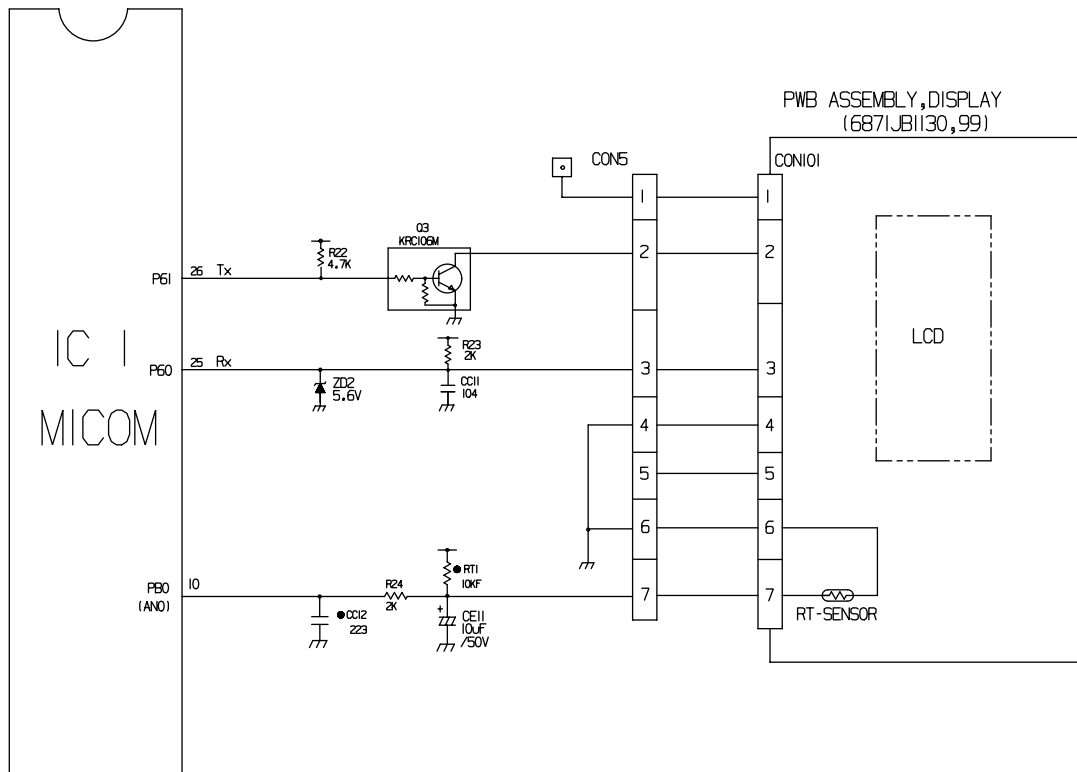 PWB ASSEMBLY,DISPLAY
(6871JB1130,99)
CON5
CON101
1
1
Q3
KRC106M
R22
4.7K
2
2
P61
26 Tx
LCD
IC 1
MICOM
R23
2K
P60
25 Rx
3
3
ZD2
5.6V
CC11
104
4
4
5
5
6
6
PB0
(AN0)
10
R24
2K
RT1
10KF
7
7
RT-SENSOR
CC12
223
+
CE11
10uF
/50V